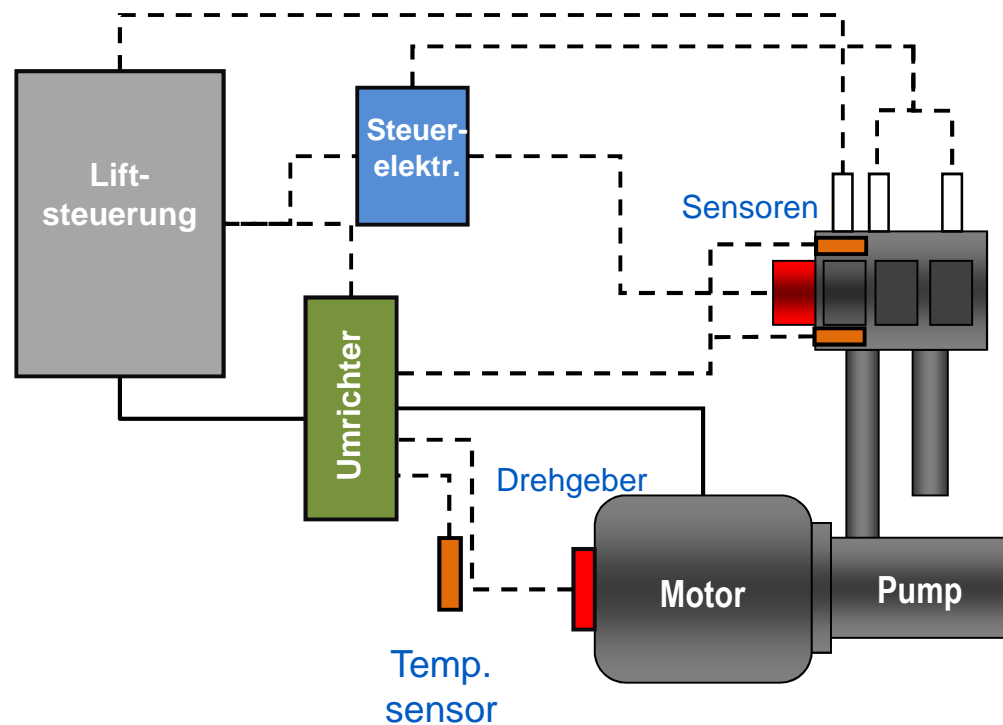 Steuer-
elektr.
Lift-
steuerung
Sensoren
Umrichter
Drehgeber
Motor
Pump
Temp.
sensor